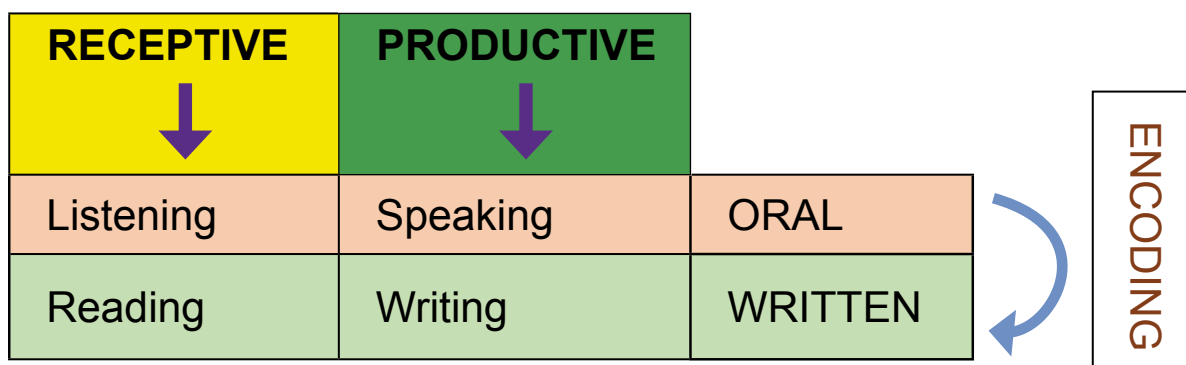 RECEPTIVE PRODUCTIVE
Listening Speaking ORAL
Reading Writing WRITTEN
ENCODING